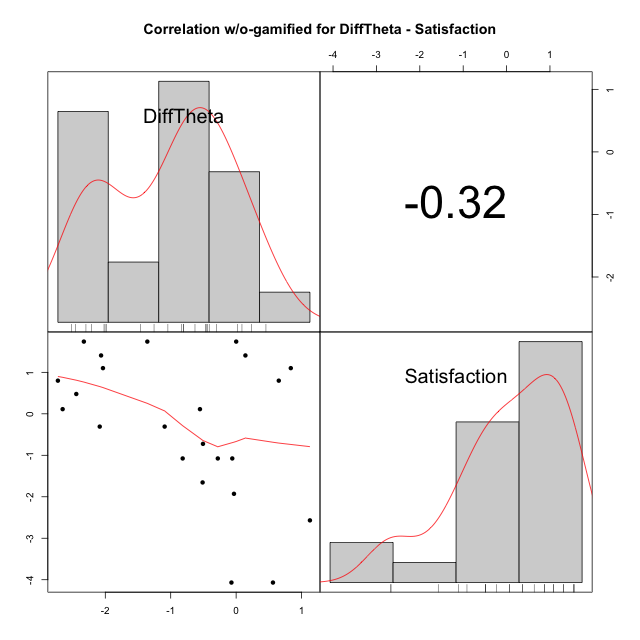 Correlation w/o-gamified for DiffTheta - Satisfaction
-4 -3 -2 -1 0 1
DiffTheta
-0.32
1
0
-1
-2
1
0
-1
-2
-3
-4
Satisfaction
-2 -1 0 1